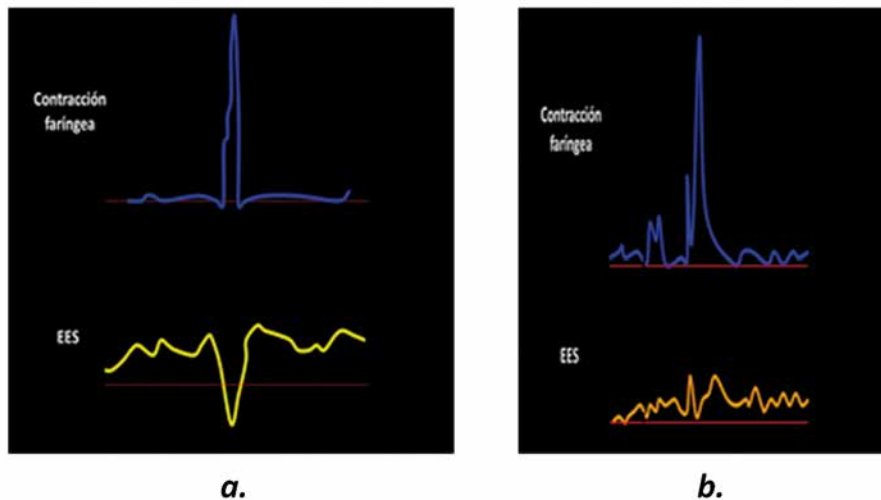 Contracción
faríngea
EES
a.
Contracción
faríngea
EES
b.